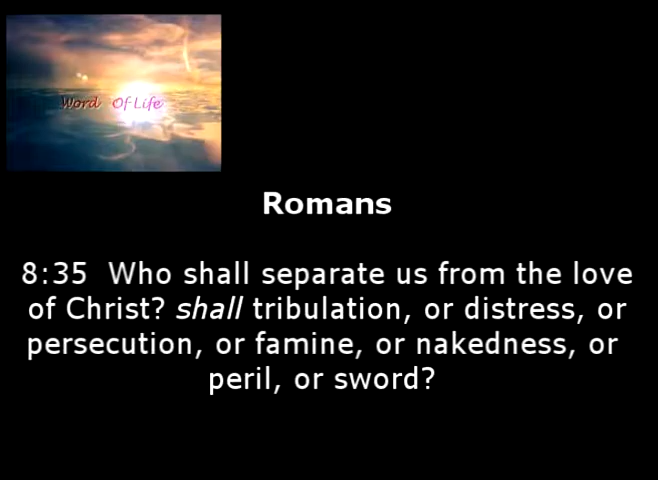 Word Of Life
Romans
8:35 Who shall separate us from the love
of Christ? shall tribulation, or distress, or
persecution, or famine, or nakedness, or
peril, or sword?